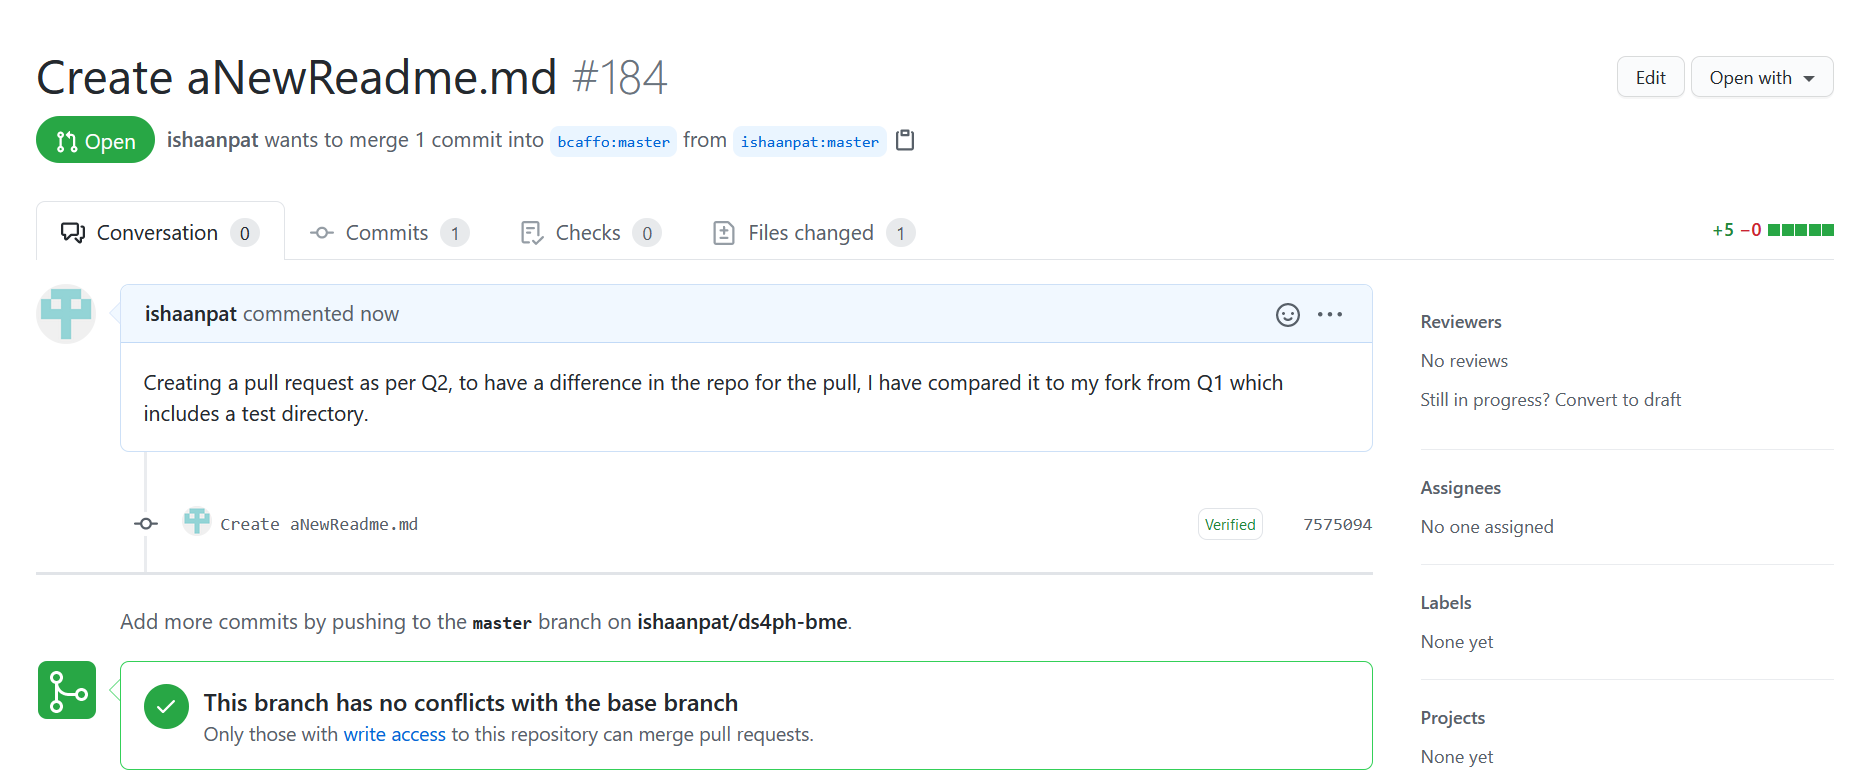 Create aNewReadme.md #184
Edit
Open with
Open
ishaanpat wants to merge 1 commit into bcaffo:master from ishaanpat:master
Conversation 0
Commits 1
Checks 0
Files changed 1
+5 −0
ishaanpat commented now
Creating a pull request as per Q2, to have a difference in the repo for the pull, I have compared it to my fork from Q1 which
includes a test directory.
Create aNewReadme.md
Verified
7575094
Add more commits by pushing to the master branch on ishaanpat/ds4ph-bme.
This branch has no conflicts with the base branch
Only those with write access to this repository can merge pull requests.
Reviewers
No reviews
Still in progress? Convert to draft
Assignees
No one assigned
Labels
None yet
Projects
None yet